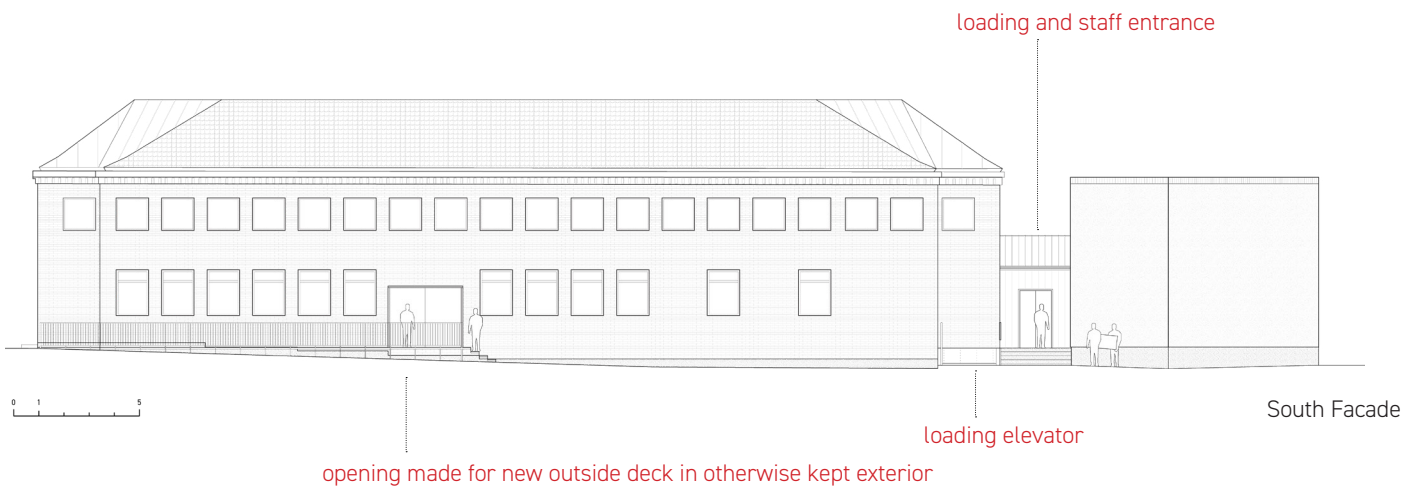 loading and staff entrance
0 1 5
South Facade
loading elevator
opening made for new outside deck in otherwise kept exterior